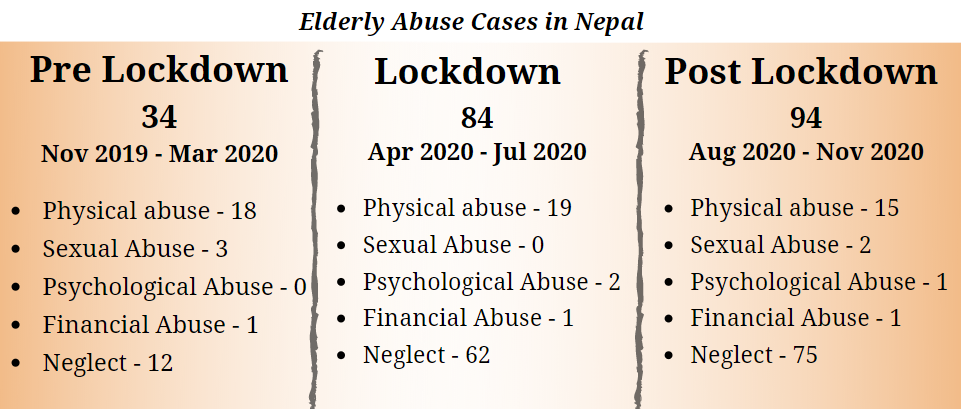 Elderly Abuse Cases in Nepal
Pre Lockdown
34
Nov 2019 - Mar 2020
• Physical abuse - 18
• Sexual Abuse - 3
• Psychological Abuse - 0
• Financial Abuse - 1
• Neglect - 12
Lockdown
84
Apr 2020 - Jul 2020
• Physical abuse - 19
• Sexual Abuse - 0
• Psychological Abuse - 2
• Financial Abuse - 1
• Neglect - 62
Post Lockdown
94
Aug 2020 - Nov 2020
• Physical abuse - 15
• Sexual Abuse - 2
• Psychological Abuse - 1
• Financial Abuse - 1
• Neglect - 75